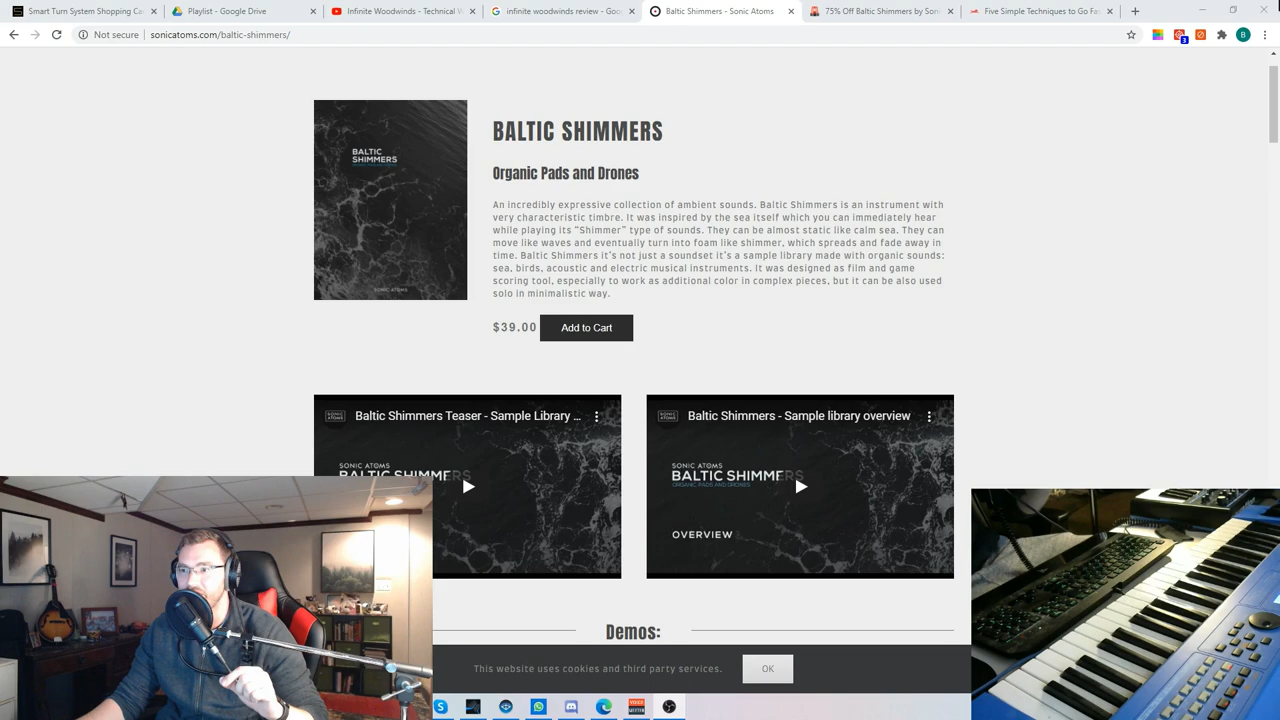 Smart Turn System Shopping Ca
Playlist - Google Drive
Infinite Woodwinds - Technical W
infinite woodwinds review - Goo
Baltic Shimmers - Sonic Atoms
75% Off Baltic Shimmers by Soni
Five Simple Techniques to Go Fa
Not secure
sonicatoms.com/baltic-shimmers/
3
B
BALTIC
SHIMMERS
SONIC ATOMS
BALTIC SHIMMERS
Organic Pads and Drones
An incredibly expressive collection of ambient sounds. Baltic Shimmers is an instrument with
very characteristic timbre. It was inspired by the sea itself which you can immediately hear
while playing its “Shimmer” type of sounds. They can be almost static like calm sea. They can
move like waves and eventually turn into foam like shimmer, which spreads and fade away in
time. Baltic Shimmers it’s not just a soundset it’s a sample library made with organic sounds:
sea, birds, acoustic and electric musical instruments. It was designed as film and game
scoring tool, especially to work as additional color in complex pieces, but it can be also used
solo in minimalistic way.
$39.00
Add to Cart
SONIC ATOMS
Baltic Shimmers Teaser - Sample Library ...
SONIC ATOMS
BALTIC SHIMMERS
SONIC ATOMS
Baltic Shimmers - Sample library overview
SONIC ATOMS
BALTIC SHIMMERS
ORGANIC PADS AND DRONES
OVERVIEW
Demos:
This website uses cookies and third party services.
OK